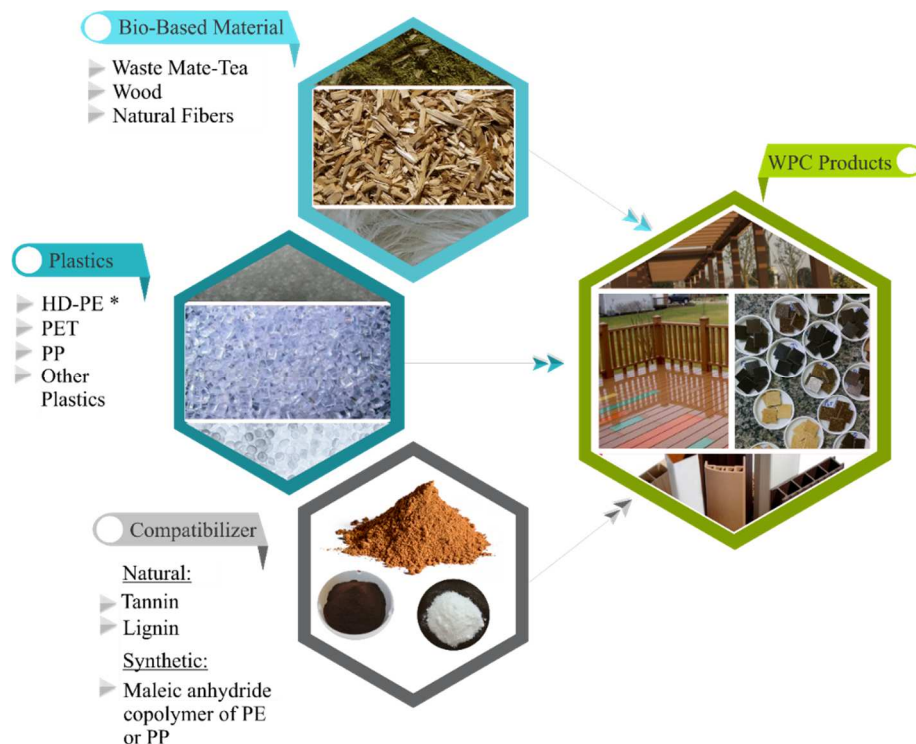 Bio-Based Material
Waste Mate-Tea
Wood
Natural Fibers
WPC Products
Plastics
HD-PE *
PET
PP
Other
Plastics
Compatibilizer
Natural:
Tannin
Lignin
Synthetic:
Maleic anhydride
copolymer of PE
or PP